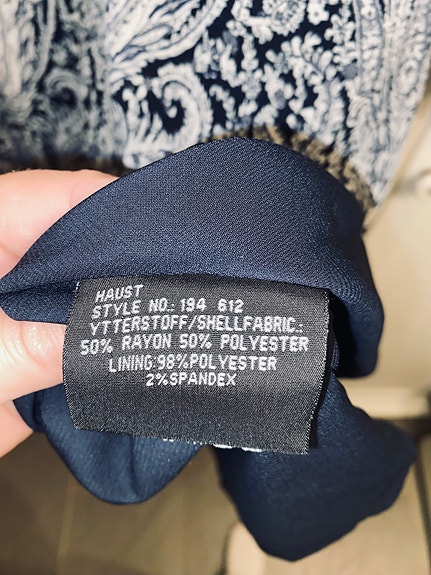 HAUST
STYLE NO.: 194 612
YTTERSTOFF/SHELLFABRIC.:
50% RAYON 50% POLYESTER
LINING:98%POLYESTER
2%SPANDEX